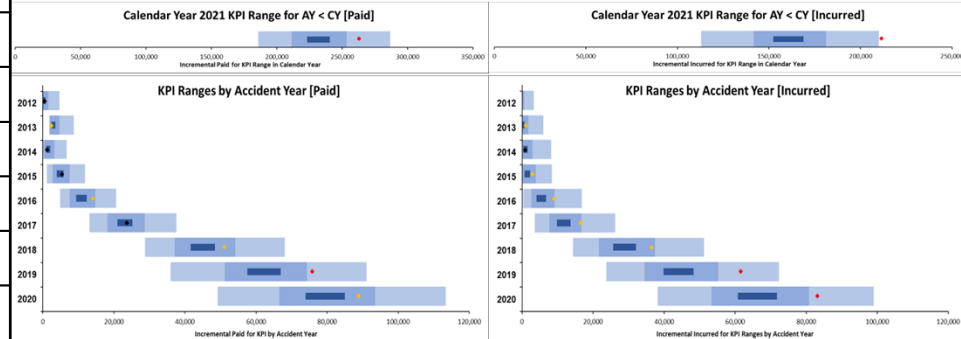 Calendar Year 2021 KPI Range for AY < CY [Paid]
0 50,000 100,000 150,000 200,000 250,000 300,000 350,000
Incremental Paid for KPI Range in Calendar Year
Calendar Year 2021 KPI Range for AY < CY [Incurred]
0 50,000 100,000 150,000 200,000 250,000
Incremental Incurred for KPI Range in Calendar Year
KPI Ranges by Accident Year [Paid]
2012
2013
2014
2015
2016
2017
2018
2019
2020
0 20,000 40,000 60,000 80,000 100,000 120,000
Incremental Paid for KPI by Accident Year
KPI Ranges by Accident Year [Incurred]
2012
2013
2014
2015
2016
2017
2018
2019
2020
0 20,000 40,000 60,000 80,000 100,000 120,000
Incremental Incurred for KPI Ranges by Accident Year